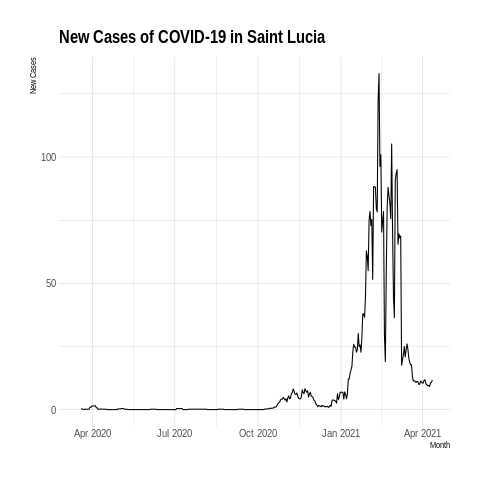 New Cases of COVID-19 in Saint Lucia
New Cases
100
50
0
Apr 2020 Jul 2020 Oct 2020 Jan 2021 Apr 2021
Month